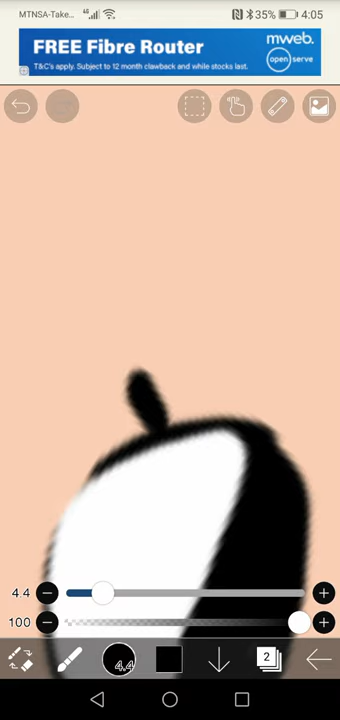 MTNSA-Take... 4G 35% 4:05
FREE Fibre Router
T&C's apply. Subject to 12 month clawback and while stocks last.
mweb.
open serve
4.4
100
4.4
2